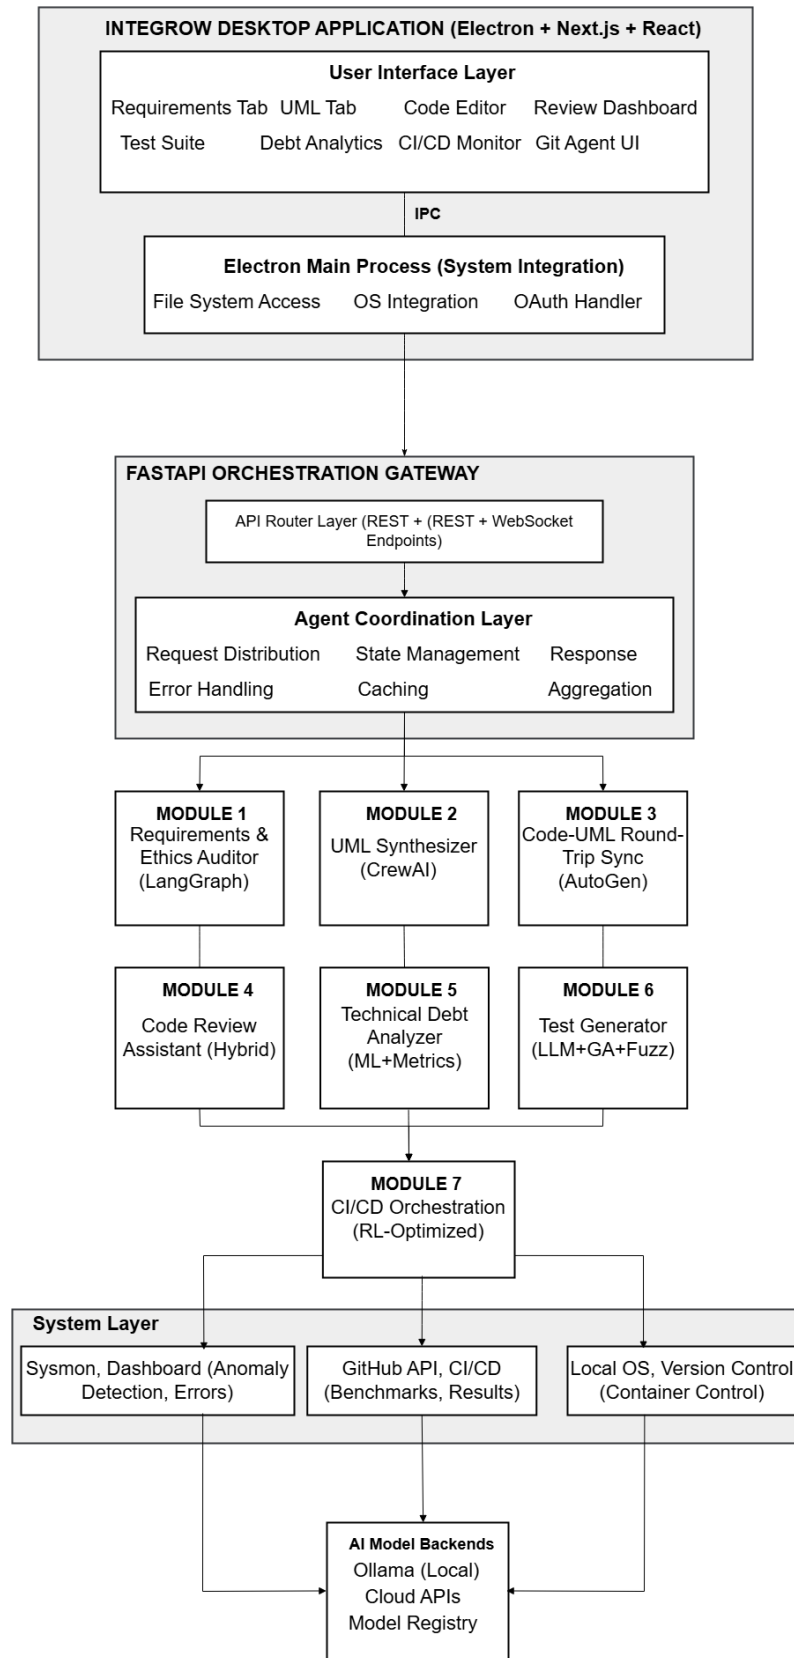 INTEGROW DESKTOP APPLICATION (Electron + Next.js + React)
User Interface Layer
Requirements Tab UML Tab Code Editor Review Dashboard
Test Suite Debt Analytics CI/CD Monitor Git Agent UI
IPC
Electron Main Process (System Integration)
File System Access OS Integration OAuth Handler
FASTAPI ORCHESTRATION GATEWAY
API Router Layer (REST + (REST + WebSocket
Endpoints)
Agent Coordination Layer
Request Distribution State Management Response
Error Handling Caching Aggregation
MODULE 1
Requirements &
Ethics Auditor
(LangGraph)
MODULE 2
UML Synthesizer
(CrewAI)
MODULE 3
Code-UML Round-
Trip Sync
(AutoGen)
MODULE 4
Code Review
Assistant (Hybrid)
MODULE 5
Technical Debt
Analyzer
(ML+Metrics)
MODULE 6
Test Generator
(LLM+GA+Fuzz)
MODULE 7
CI/CD Orchestration
(RL-Optimized)
System Layer
Sysmon, Dashboard (Anomaly
Detection, Errors)
GitHub API, CI/CD
(Benchmarks, Results)
Local OS, Version Control
(Container Control)
AI Model Backends
Ollama (Local)
Cloud APIs
Model Registry